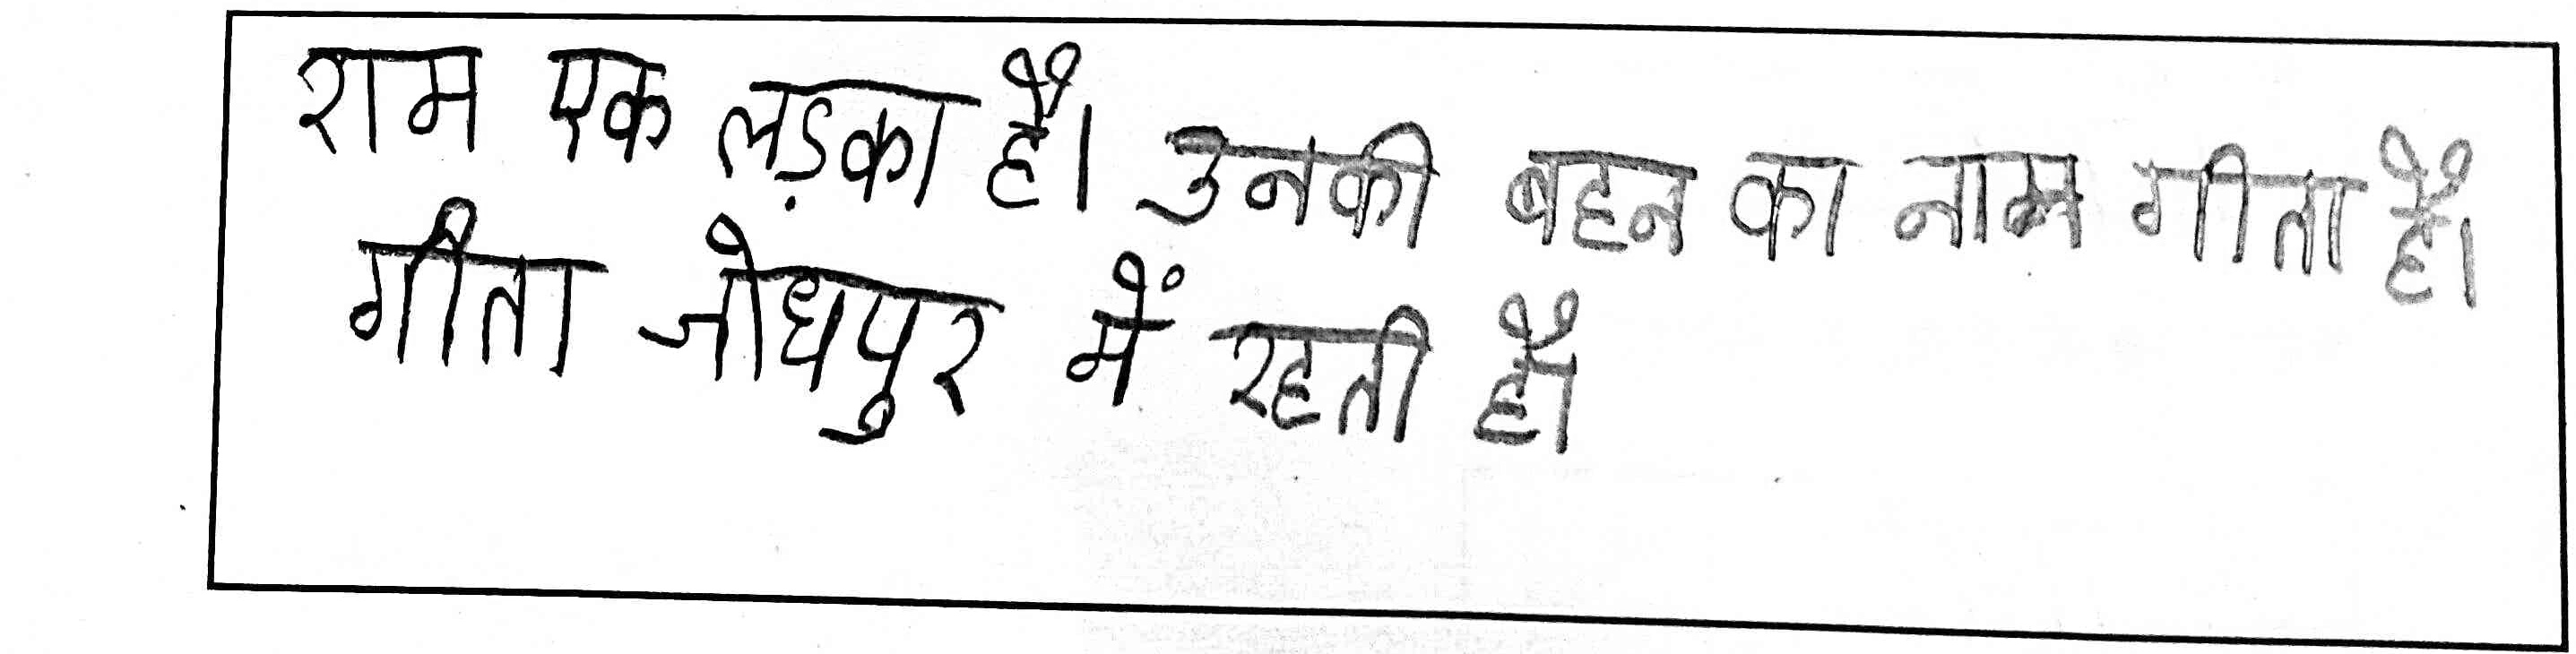 राम एक लड़का है। उनकी बहन का नाम गीता है।
गीता जोधपुर में रहती है।